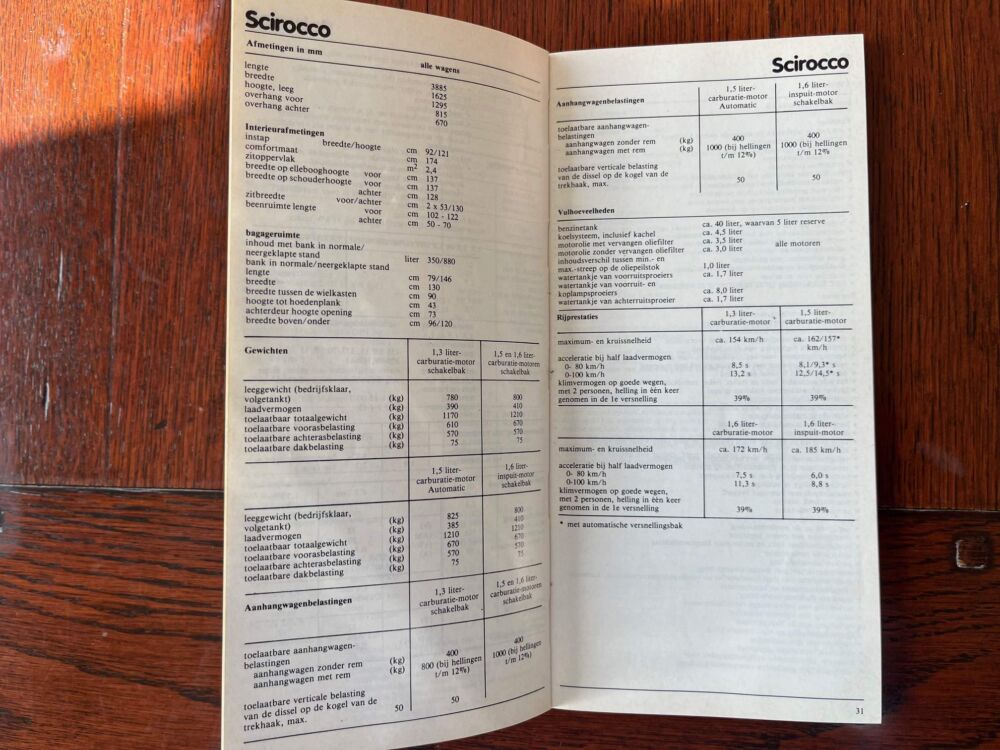 Scirocco
Afmetingen in mm alle wagens
lengte 3885
breedte 1625
hoogte, leeg 1295
overhang voor 815
overhang achter 670
Interieurafmetingen
instap breedte/hoogte cm 92/121
comfortmaat cm 174
zitoppervlak m² 2,4
breedte op ellebooghoogte voor cm 137
breedte op schouderhoogte voor cm 137
achter cm 128
zitbreedte voor/achter cm 2 x 53/130
beenruimte lengte voor cm 102 - 122
achter cm 50 - 70
bagageruimte
inhoud met bank in normale/
neergeklapte stand liter 350/880
bank in normale/neergeklapte stand
lengte cm 79/146
breedte cm 130
breedte tussen de wielkasten cm 90
hoogte tot hoedenplank cm 43
achterdeur hoogte opening cm 73
breedte boven/onder cm 96/120
Gewichten 1,3 liter- 1,5 en 1,6 liter-
carburatie-motor carburatie-motoren
schakelbak schakelbak
leeggewicht (bedrijfsklaar,
volgetankt) (kg) 780 800
laadvermogen (kg) 390 410
toelaatbaar totaalgewicht (kg) 1170 1210
toelaatbare voorasbelasting (kg) 610 670
toelaatbare achterasbelasting (kg) 570 570
toelaatbare dakbelasting (kg) 75 75
1,5 liter- 1,6 liter-
carburatie-motor inspuit-motor
Automatic schakelbak
leeggewicht (bedrijfsklaar,
volgetankt) (kg) 825 800
laadvermogen (kg) 385 410
toelaatbaar totaalgewicht (kg) 1210 1210
toelaatbare voorasbelasting (kg) 670 670
toelaatbare achterasbelasting (kg) 570 570
toelaatbare dakbelasting (kg) 75 75
Aanhangwagenbelastingen 1,3 liter- 1,5 en 1,6 liter-
carburatie-motor carburatie-motoren
schakelbak schakelbak
toelaatbare aanhangwagen-
belastingen
aanhangwagen zonder rem (kg) 400 400
aanhangwagen met rem (kg) 800 (bij hellingen 1000 (bij hellingen
t/m 12%) t/m 12%)
toelaatbare verticale belasting
van de dissel op de kogel van de
trekhaak, max. 50 50
Scirocco
Aanhangwagenbelastingen 1,5 liter- 1,6 liter-
carburatie-motor inspuit-motor
Automatic schakelbak
toelaatbare aanhangwagen-
belastingen
aanhangwagen zonder rem (kg) 400 400
aanhangwagen met rem (kg) 1000 (bij hellingen 1000 (bij hellingen
t/m 12%) t/m 12%)
toelaatbare verticale belasting
van de dissel op de kogel van de
trekhaak, max. 50 50
Vulhoeveelheden
benzinetank ca. 40 liter, waarvan 5 liter reserve
koelsysteem, inclusief kachel ca. 4,5 liter
motorolie met vervangen oliefilter ca. 3,5 liter alle motoren
motorolie zonder vervangen oliefilter ca. 3,0 liter
inhoudsverschil tussen min.- en
max.-streep op de oliepeilstok 1,0 liter
watertank van voorruitsproeiers ca. 1,7 liter
watertankje van voorruit- en
koplampsproeiers ca. 8,0 liter
watertankje van achterruitsproeier ca. 1,7 liter
Rijprestaties 1,3 liter- 1,5 liter-
carburatie-motor carburatie-motor
maximum- en kruissnelheid ca. 154 km/h ca. 162/157*
km/h
acceleratie bij half laadvermogen
0- 80 km/h 8,5 s 8,1/9,3* s
0-100 km/h 13,2 s 12,5/14,5* s
klimvermogen op goede wegen,
met 2 personen, helling in één keer
genomen in de 1e versnelling 39% 39%
1,6 liter- 1,6 liter-
carburatie-motor inspuit-motor
maximum- en kruissnelheid ca. 172 km/h ca. 185 km/h
acceleratie bij half laadvermogen
0- 80 km/h 7,5 s 6,0 s
0-100 km/h 11,3 s 8,8 s
klimvermogen op goede wegen,
met 2 personen, helling in één keer
genomen in de 1e versnelling 39% 39%
* met automatische versnellingsbak
31